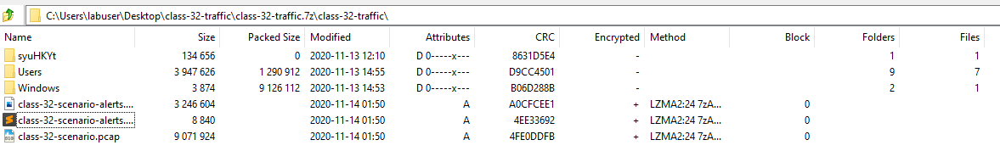 C:\Users\labuser\Desktop\class-32-traffic\class-32-traffic.7z\class-32-traffic\
Name Size Packed Size Modified Attributes CRC Encrypted Method Block Folders Files
syuHKYt 134 656 0 2020-11-13 12:10 D 0-----x--- 8631D5E4 - 1 1
Users 3 947 626 1 290 912 2020-11-13 14:55 D 0-----x--- D9CC4501 - 9 7
Windows 3 874 9 126 112 2020-11-13 14:53 D 0-----x--- B06D288B - 2 1
class-32-scenario-alerts.... 3 246 604 2020-11-14 01:50 A A0CFCEE1 + LZMA2:24 7zA... 0
class-32-scenario-alerts.... 8 840 2020-11-14 01:50 A 4EE33692 + LZMA2:24 7zA... 0
class-32-scenario.pcap 9 071 924 2020-11-14 01:50 A 4FE0DDFB + LZMA2:24 7zA... 0